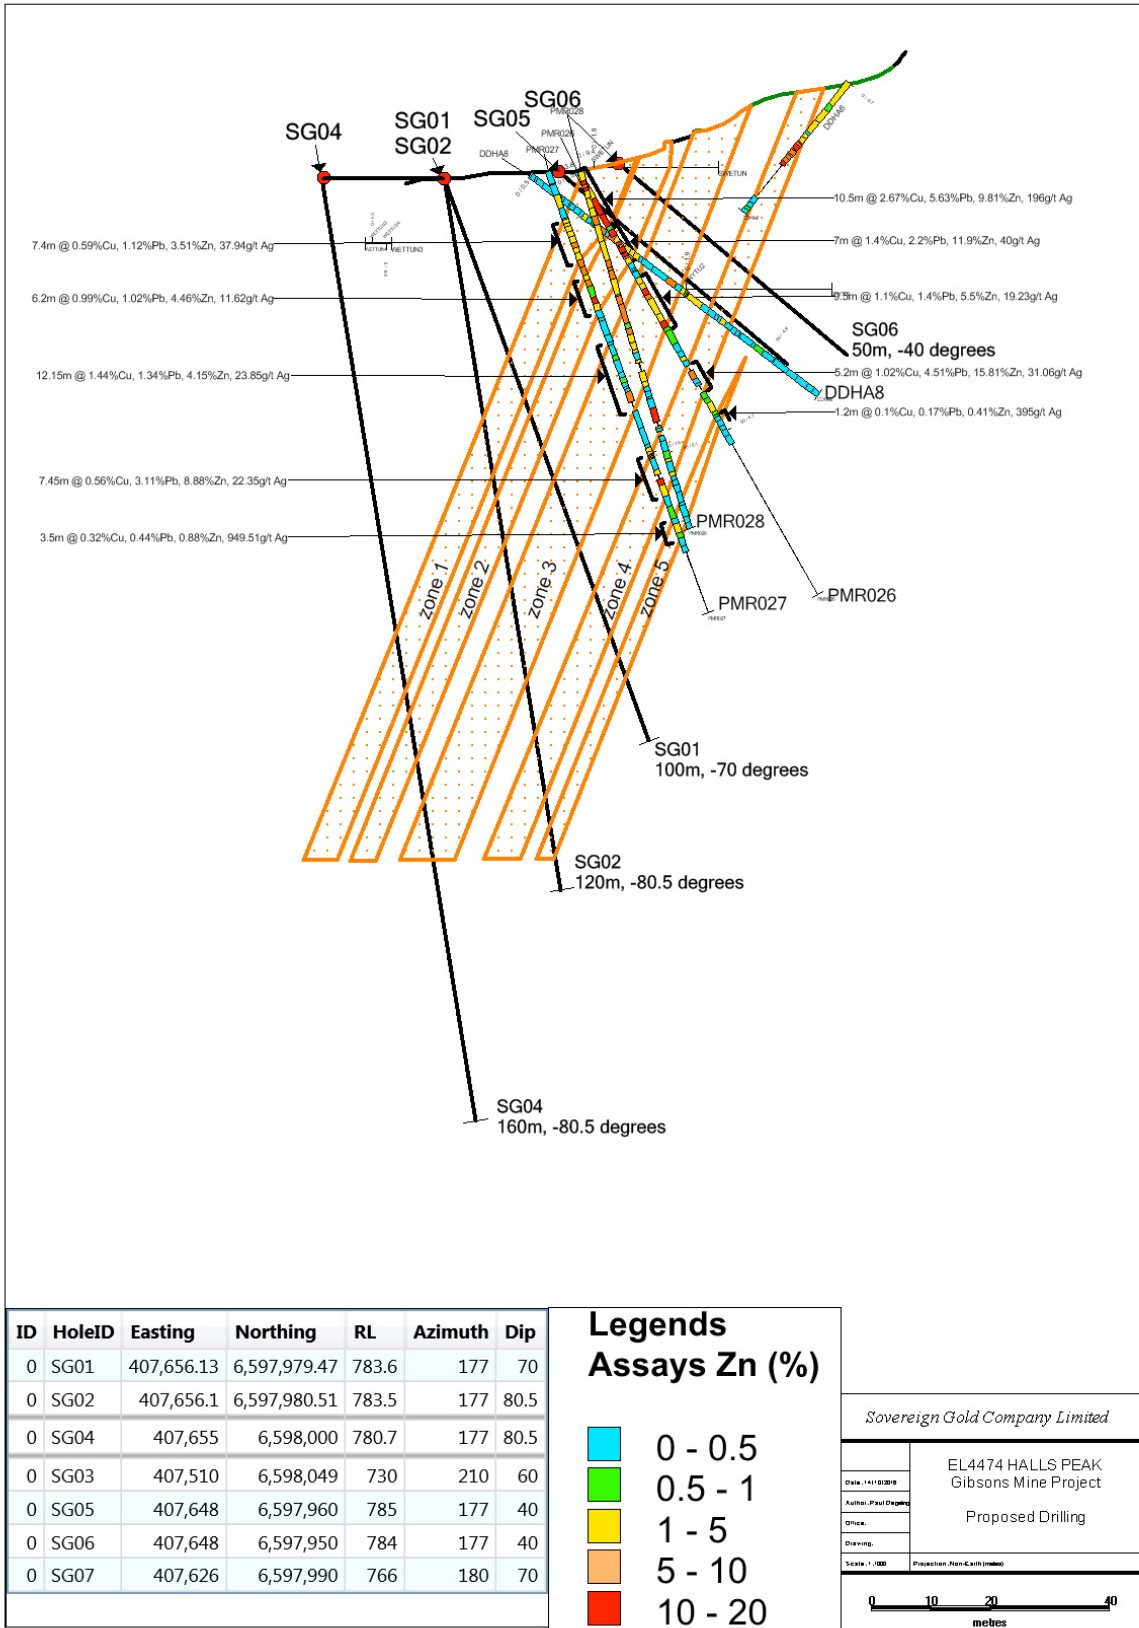 SG04
SG01
SG02
SG05
SG06
PMR028
PMR026
PMR027
DDHA8
SWETUN
SWETUN
DDHA6
WETTUN3
10.5m @ 2.67%Cu, 5.63%Pb, 9.81%Zn, 196g/t Ag
7.4m @ 0.59%Cu, 1.12%Pb, 3.51%Zn, 37.94g/t Ag
7m @ 1.4%Cu, 2.2%Pb, 11.9%Zn, 40g/t Ag
6.2m @ 0.99%Cu, 1.02%Pb, 4.46%Zn, 11.62g/t Ag
9.5m @ 1.1%Cu, 1.4%Pb, 5.5%Zn, 19.23g/t Ag
SG06
50m, -40 degrees
12.15m @ 1.44%Cu, 1.34%Pb, 4.15%Zn, 23.85g/t Ag
5.2m @ 1.02%Cu, 4.51%Pb, 15.81%Zn, 31.06g/t Ag
DDHA8
1.2m @ 0.1%Cu, 0.17%Pb, 0.41%Zn, 395g/t Ag
7.45m @ 0.56%Cu, 3.11%Pb, 8.88%Zn, 22.35g/t Ag
PMR028
3.5m @ 0.32%Cu, 0.44%Pb, 0.88%Zn, 949.51g/t Ag
zone 1
zone 2
zone 3
zone 4
zone 5
PMR027
PMR026
SG01
100m, -70 degrees
SG02
120m, -80.5 degrees
SG04
160m, -80.5 degrees
ID HoleID Easting Northing RL Azimuth Dip
0 SG01 407,656.13 6,597,979.47 783.6 177 70
0 SG02 407,656.1 6,597,980.51 783.5 177 80.5
0 SG04 407,655 6,598,000 780.7 177 80.5
0 SG03 407,510 6,598,049 730 210 60
0 SG05 407,648 6,597,960 785 177 40
0 SG06 407,648 6,597,950 784 177 40
0 SG07 407,626 6,597,990 766 180 70
Legends
Assays Zn (%)
0 - 0.5
0.5 - 1
1 - 5
5 - 10
10 - 20
Sovereign Gold Company Limited
EL4474 HALLS PEAK
Gibsons Mine Project
Proposed Drilling
Office.
Drawing.
Scale. 1:1000
Projection. Non-Earth (metres)
0 10 20 40
metres